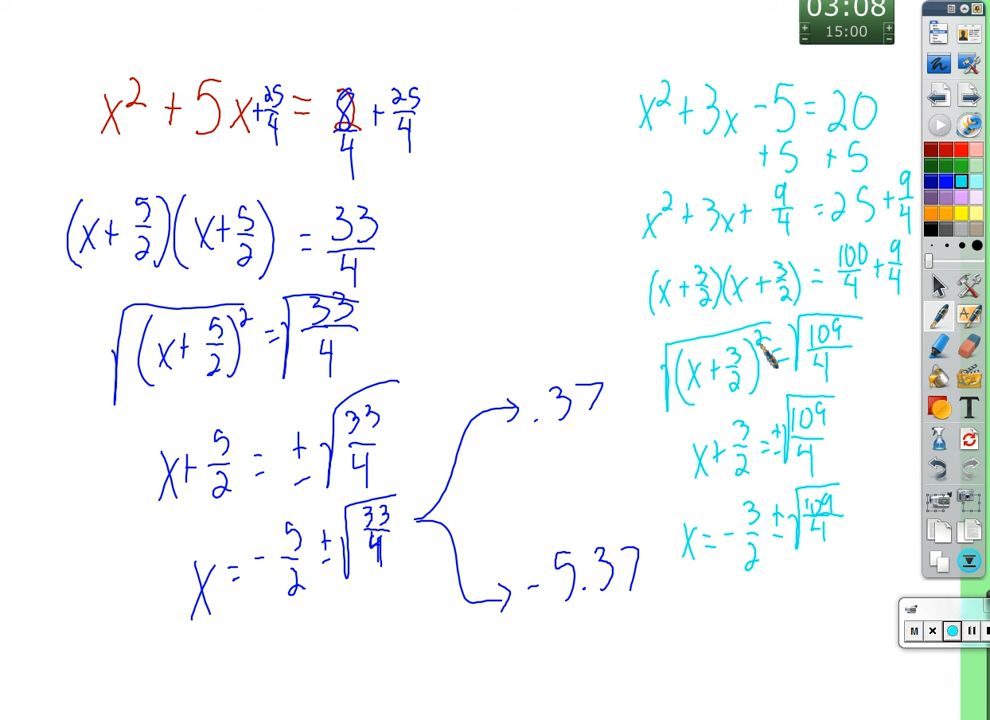 03:08
15:00
x² + 5x + 25/4 = 8/4 + 25/4
(x + 5/2)(x + 5/2) = 33/4
√(x + 5/2)² = √33/4
x + 5/2 = ± √33/4
x = - 5/2 ± √33/4
.37
- 5.37
x² + 3x - 5 = 20
+5 +5
x² + 3x + 9/4 = 25 + 9/4
(x + 3/2)(x + 3/2) = 100/4 + 9/4
√(x + 3/2)² = √109/4
x + 3/2 = ± √109/4
x = - 3/2 ± √109/4
T
A
M